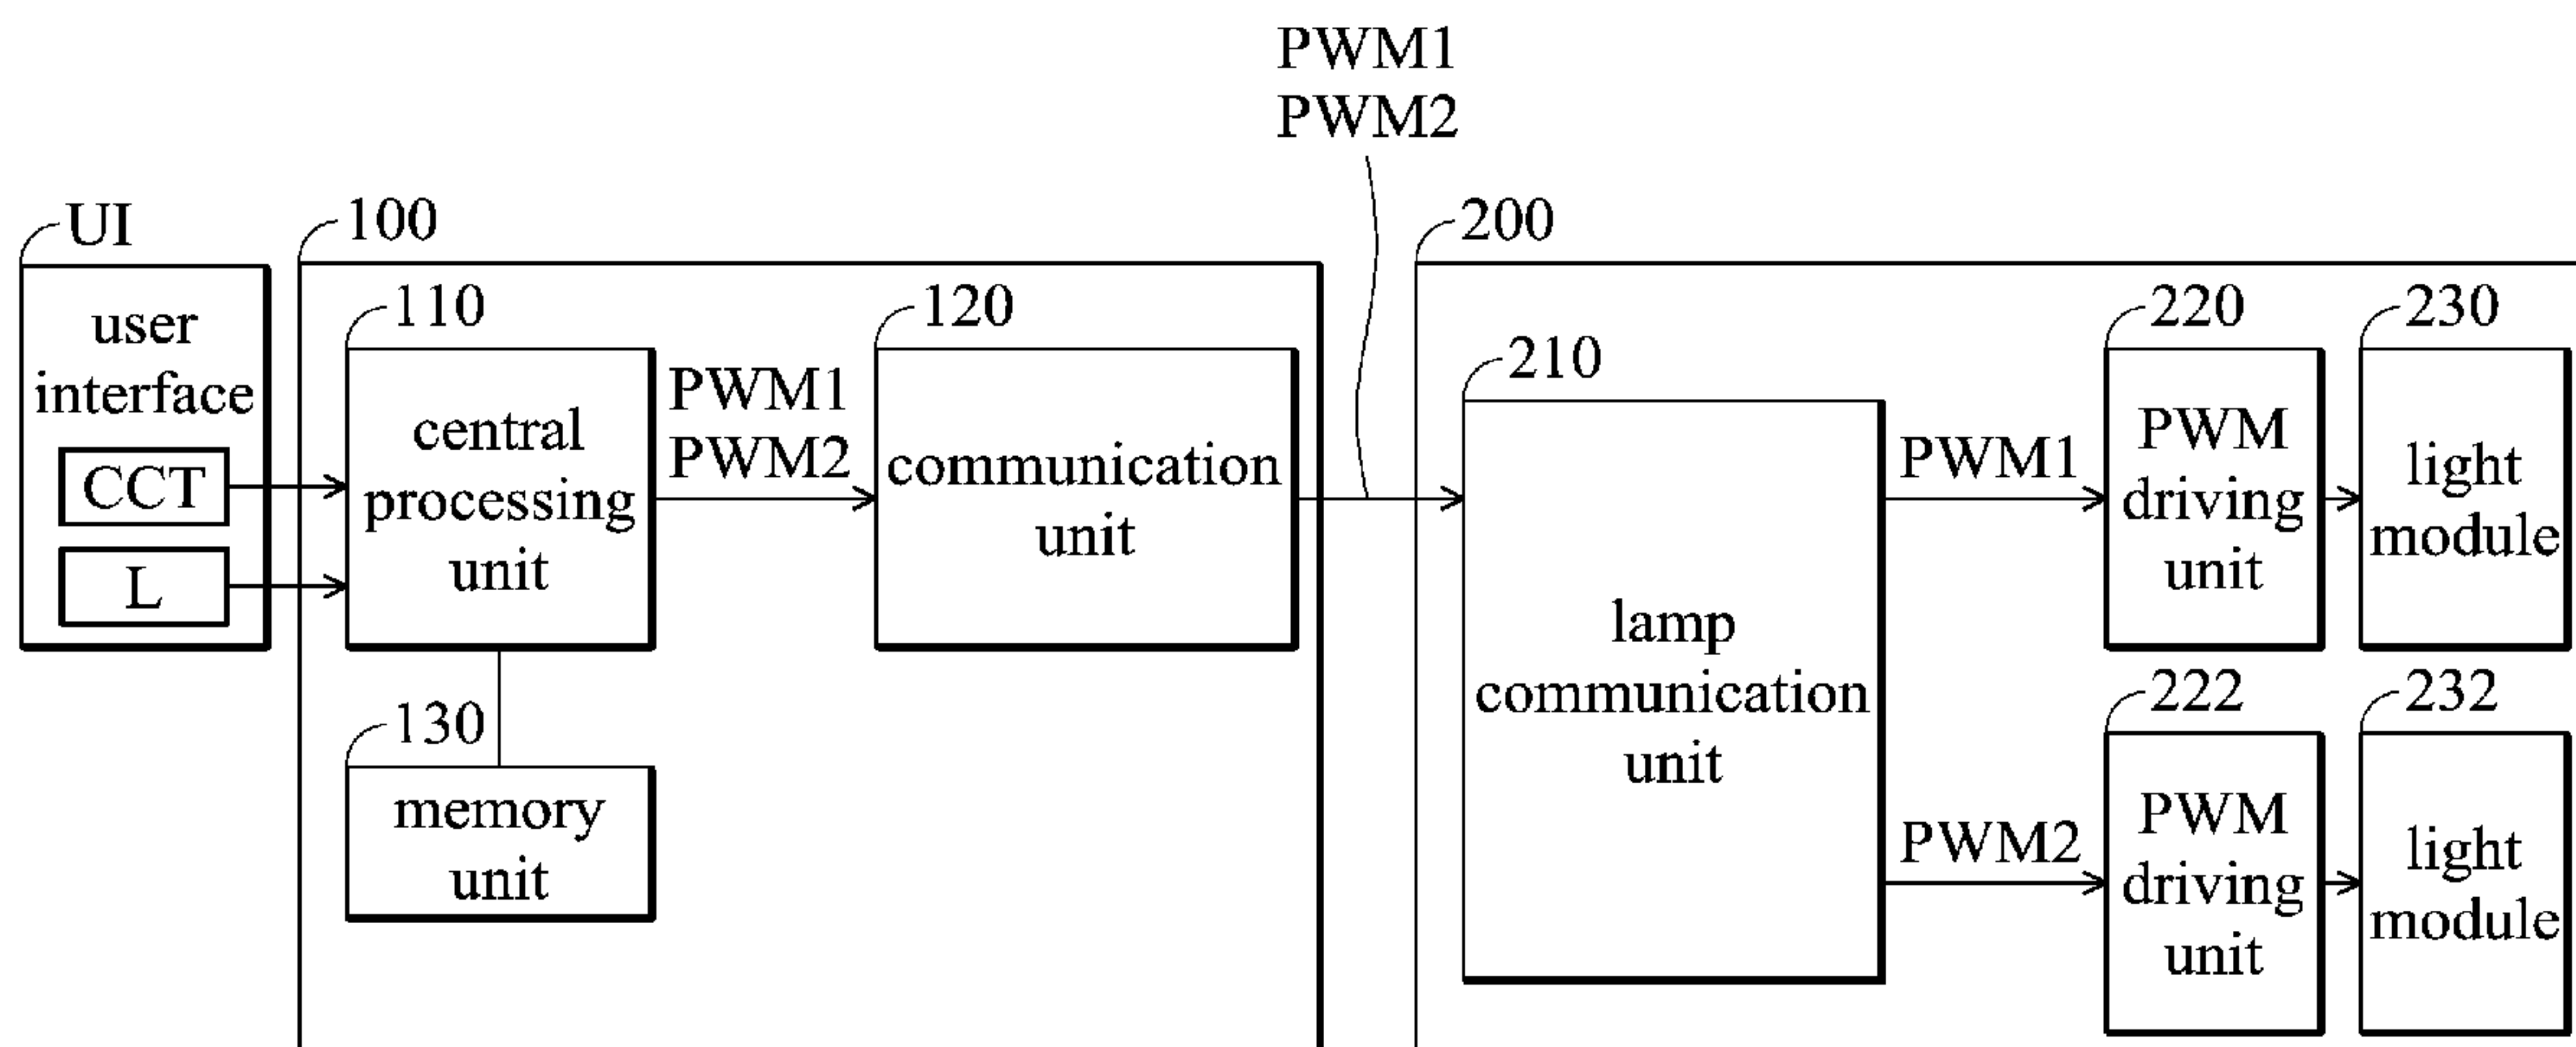 PWM1
PWM2
UI
100
200
user
interface
CCT
L
110
central
processing
unit
PWM1
PWM2
120
communication
unit
130
memory
unit
210
lamp
communication
unit
PWM1
PWM2
220
PWM
driving
unit
230
light
module
222
PWM
driving
unit
232
light
module